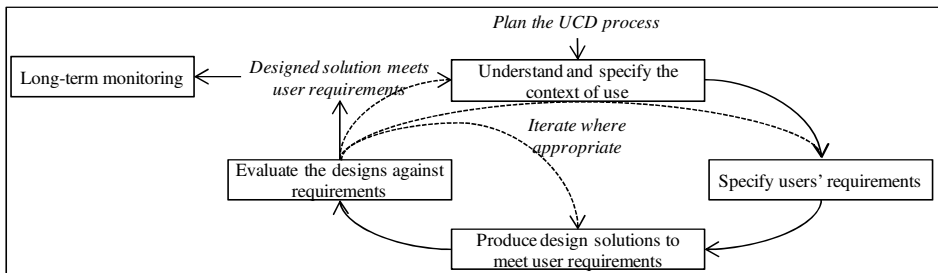 Plan the UCD process
Long-term monitoring
Designed solution meets
user requirements
Understand and specify the
context of use
Iterate where
appropriate
Evaluate the designs against
requirements
Specify users’ requirements
Produce design solutions to
meet user requirements